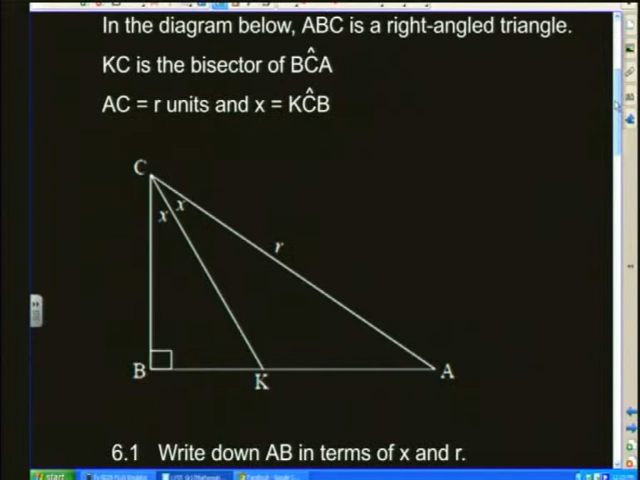 In the diagram below, ABC is a right-angled triangle.
KC is the bisector of BĈA
AC = r units and x = KĈB
C
x x
r
B
K
A
6.1 Write down AB in terms of x and r.
start